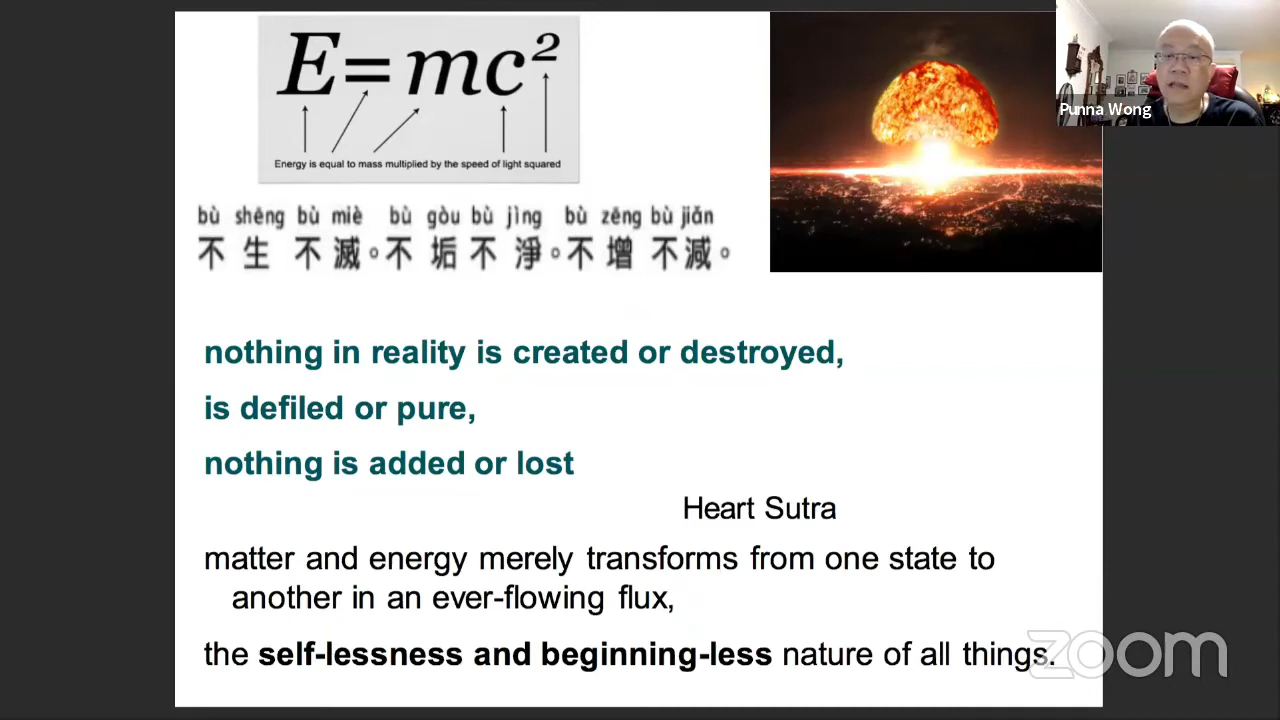 E=mc²
Energy is equal to mass multiplied by the speed of light squared
Punna Wong
bù shēng bù miè bù gòu bù jìng bù zēng bù jiǎn
不生不滅。不垢不淨。不增不減。
nothing in reality is created or destroyed,
is defiled or pure,
nothing is added or lost
Heart Sutra
matter and energy merely transforms from one state to
another in an ever-flowing flux,
the self-lessness and beginning-less nature of all things.
zoom